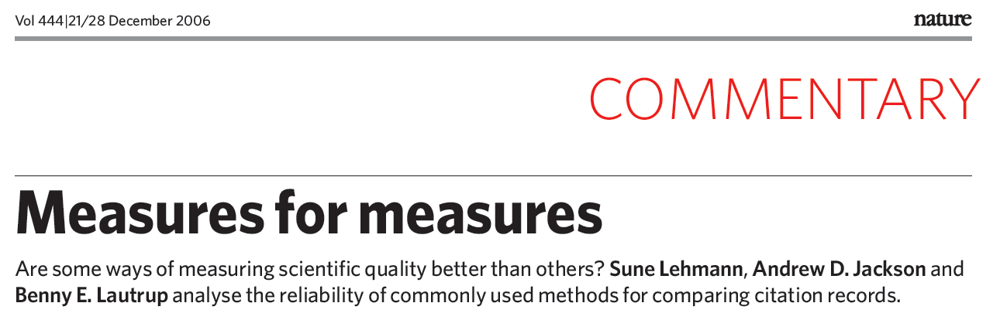 Vol 444|21/28 December 2006
nature
COMMENTARY
Measures for measures
Are some ways of measuring scientific quality better than others? Sune Lehmann, Andrew D. Jackson and
Benny E. Lautrup analyse the reliability of commonly used methods for comparing citation records.